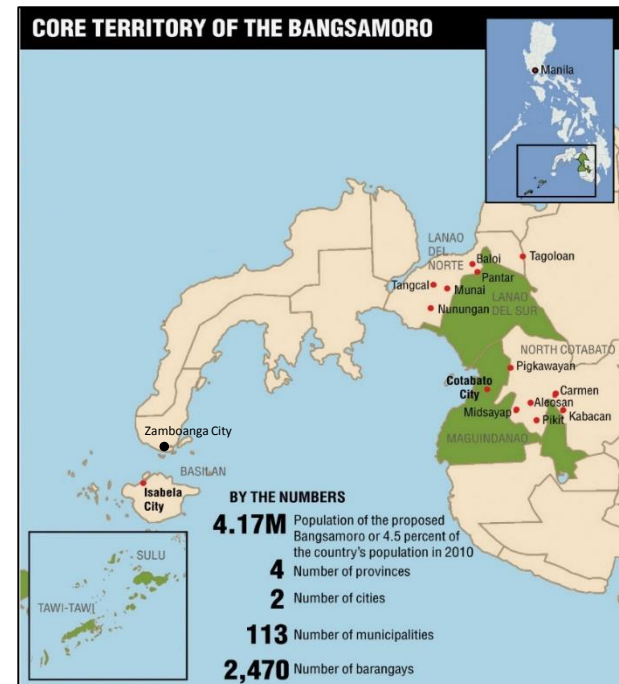 CORE TERRITORY OF THE BANGSAMORO
Manila
LANAO
DEL
NORTE
Baloi
Tagoloan
Pantar
Tangcal
Munai
LANAO
DEL SUR
Nunungan
NORTH COTABATO
Pigkawayan
Cotabato
City
Carmen
Aleosan
Midsayap
Kabacan
Pikit
MAGUINDANAO
Zamboanga City
BASILAN
Isabela
City
SULU
TAWI-TAWI
BY THE NUMBERS
4.17M Population of the proposed
Bangsamoro or 4.5 percent of
the country's population in 2010
4 Number of provinces
2 Number of cities
113 Number of municipalities
2,470 Number of barangays